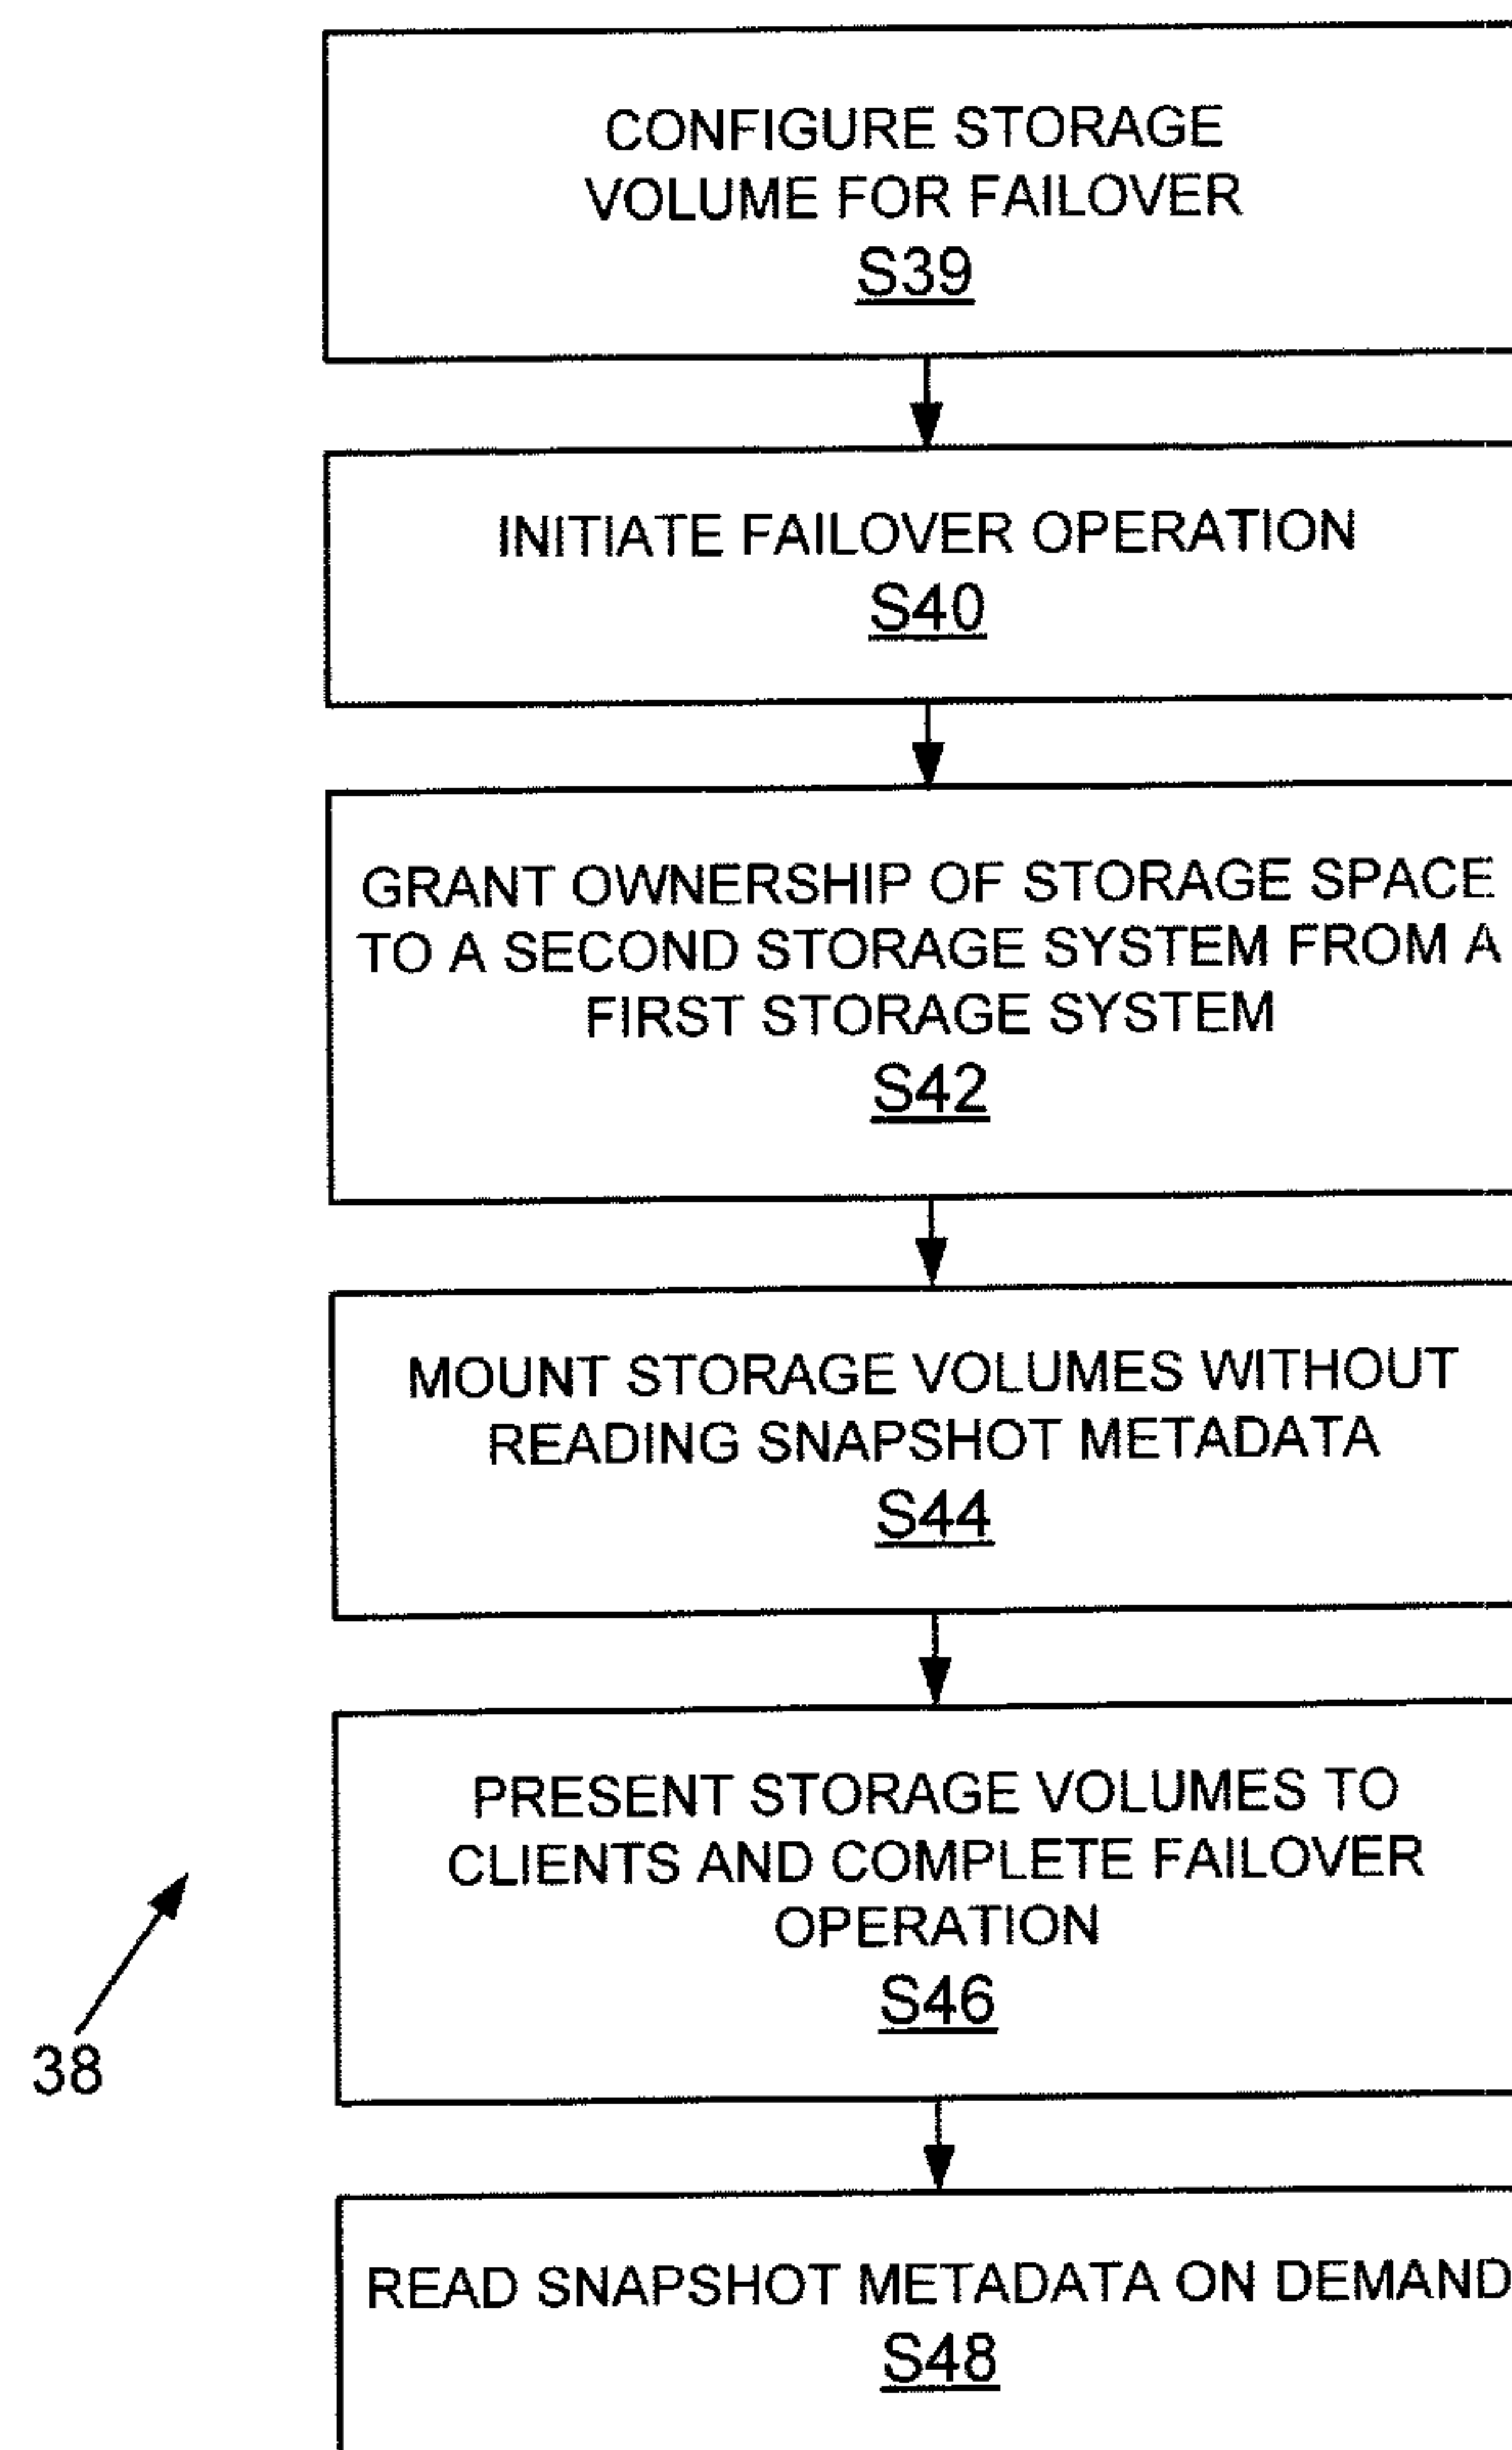 CONFIGURE STORAGE
VOLUME FOR FAILOVER
S39
INITIATE FAILOVER OPERATION
S40
GRANT OWNERSHIP OF STORAGE SPACE
TO A SECOND STORAGE SYSTEM FROM A
FIRST STORAGE SYSTEM
S42
MOUNT STORAGE VOLUMES WITHOUT
READING SNAPSHOT METADATA
S44
PRESENT STORAGE VOLUMES TO
CLIENTS AND COMPLETE FAILOVER
OPERATION
S46
38
READ SNAPSHOT METADATA ON DEMAND
S48